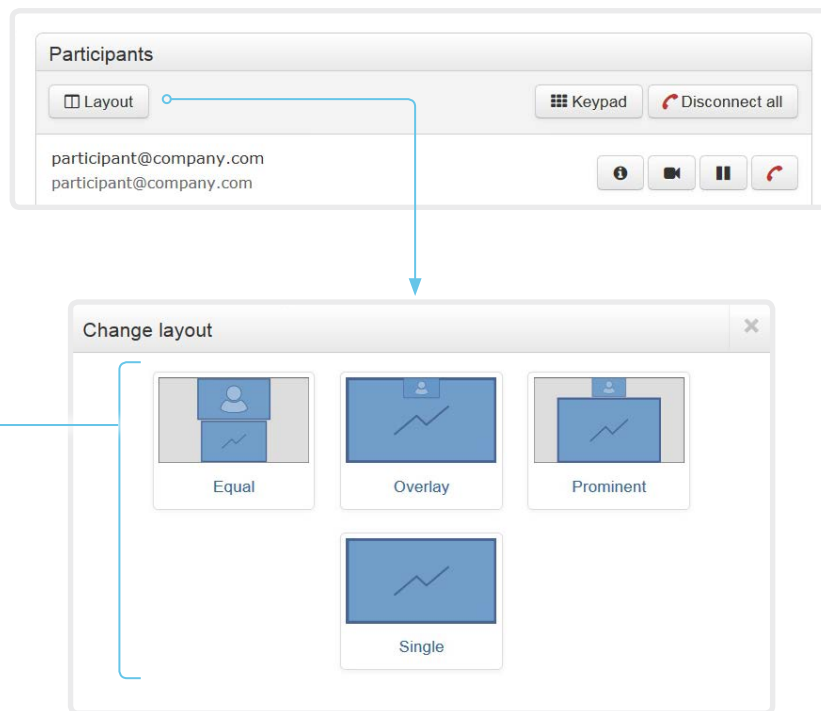 Participants
Layout
Keypad
Disconnect all
participant@company.com
participant@company.com
Change layout
Equal
Overlay
Prominent
Single